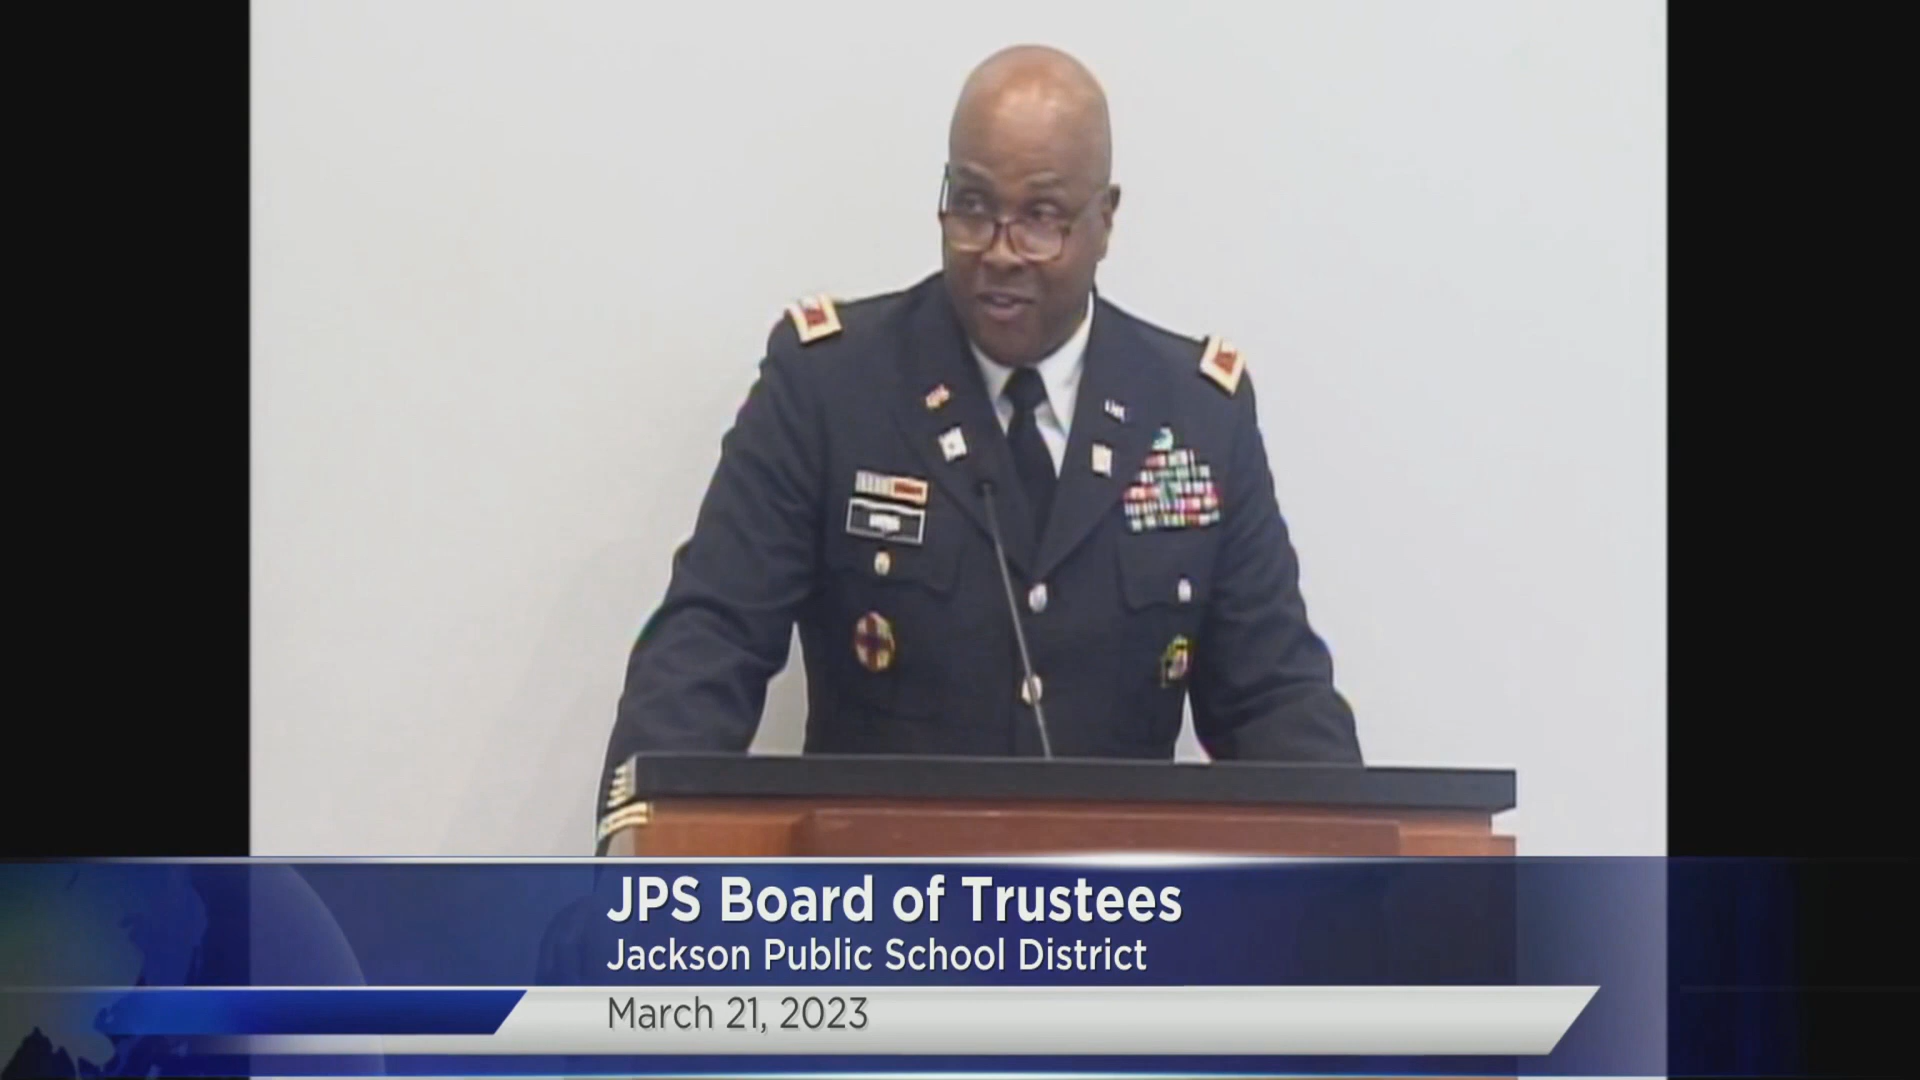 JPS Board of Trustees
Jackson Public School District
March 21, 2023